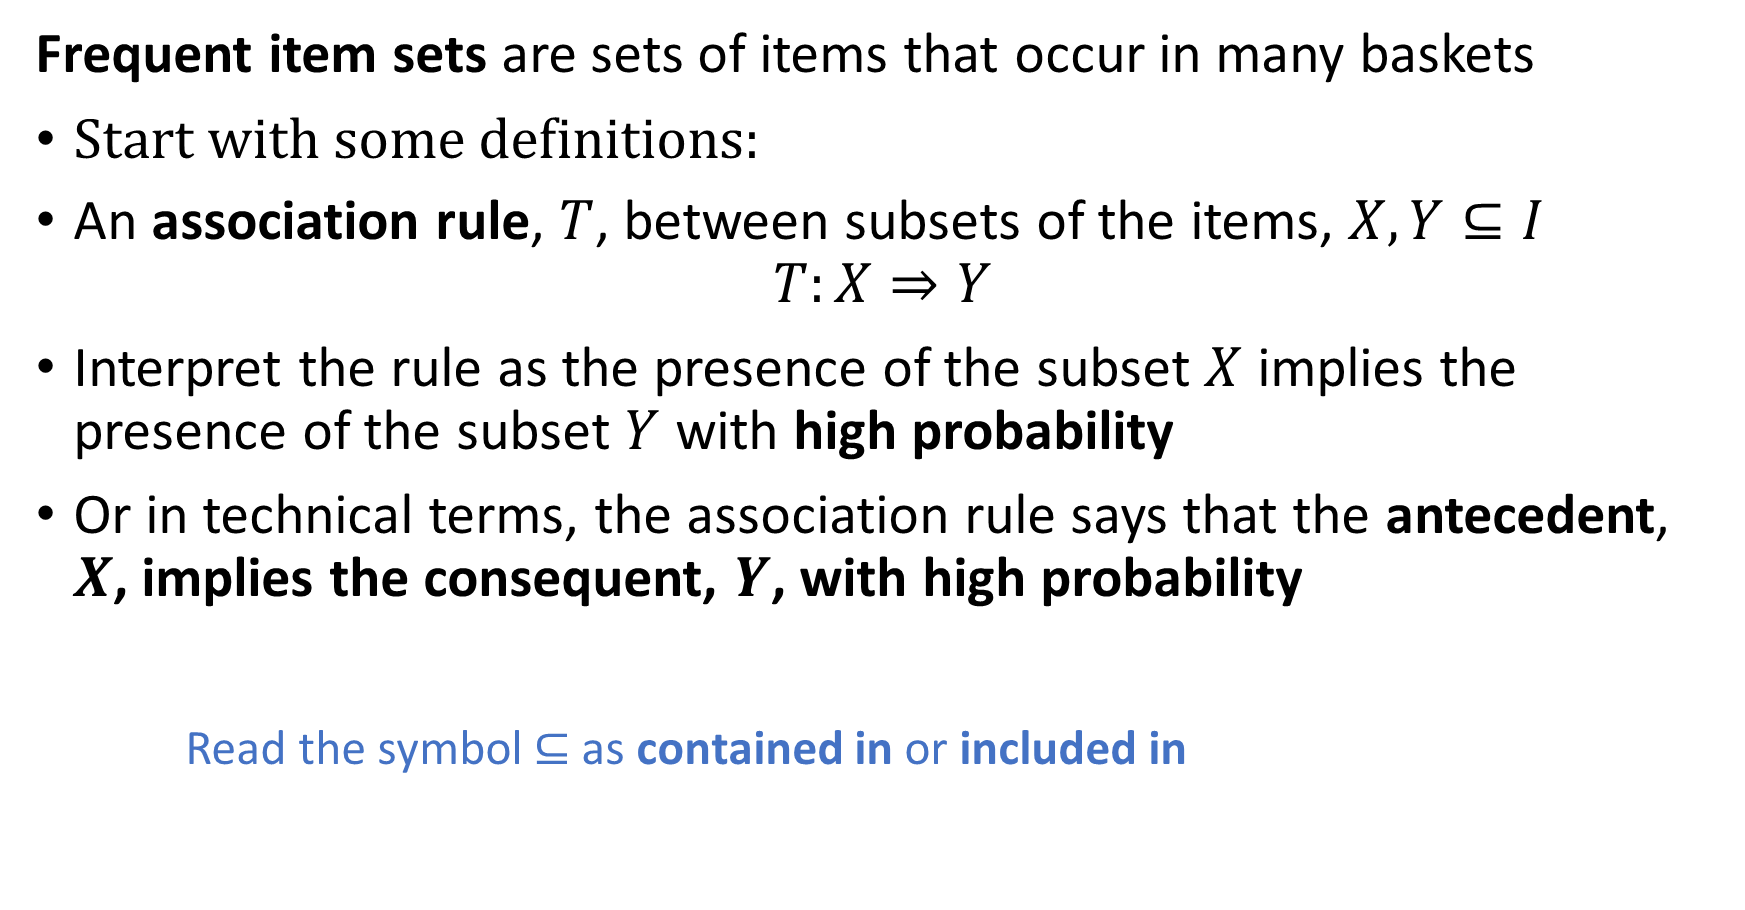 Frequent item sets are sets of items that occur in many baskets
• Start with some definitions:
• An association rule, T, between subsets of the items, X, Y ⊆ I
T: X ⇒ Y
• Interpret the rule as the presence of the subset X implies the
presence of the subset Y with high probability
• Or in technical terms, the association rule says that the antecedent,
X, implies the consequent, Y, with high probability
Read the symbol ⊆ as contained in or included in